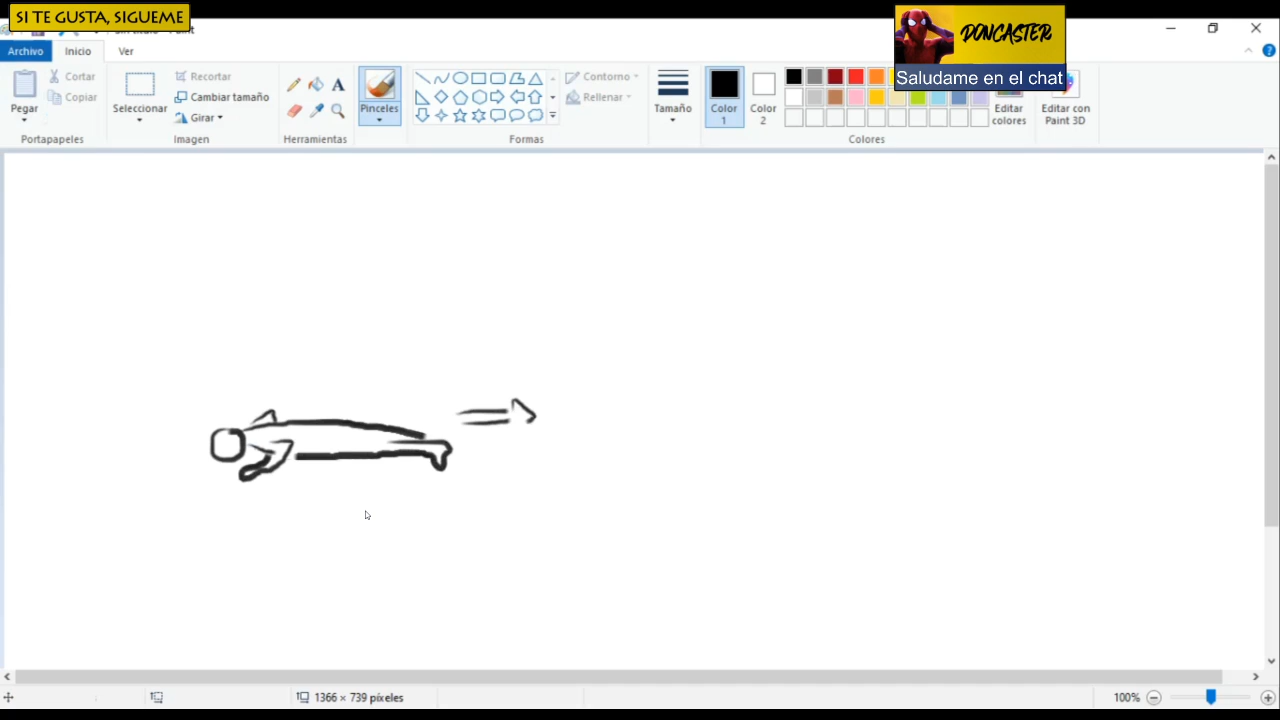 SI TE GUSTA, SIGUEME
DONCASTER
Saludame en el chat
Archivo
Inicio
Ver
Pegar
Cortar
Copiar
Portapapeles
Seleccionar
Recortar
Cambiar tamaño
Girar
Imagen
A
Herramientas
Pinceles
Formas
Contorno
Rellenar
Tamaño
Color
1
Color
2
Colores
Editar
colores
Editar con
Paint 3D
1366 × 739 píxeles
100%